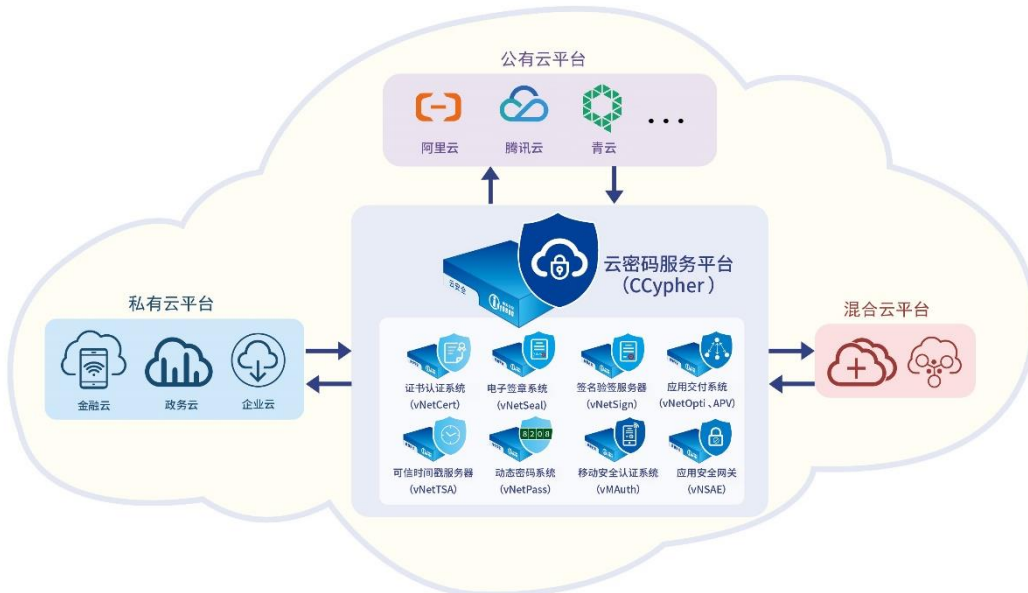 公有云平台
阿里云
腾讯云
青云
云密码服务平台
（CCypher）
云安全
私有云平台
金融云
政务云
企业云
混合云平台
证书认证系统
(vNetCert)
电子签章系统
(vNetSeal)
签名验签服务器
(vNetSign)
应用交付系统
(vNetOpti、APV)
8208
可信时间戳服务器
(vNetTSA)
动态密码系统
(vNetPass)
移动安全认证系统
(vMAuth)
应用安全网关
(vNSAE)